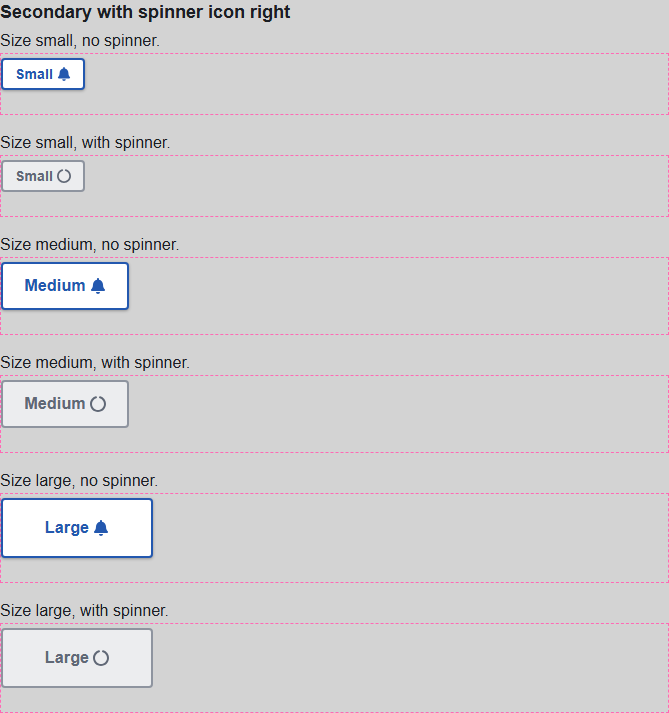 Secondary with spinner icon right
Size small, no spinner.
Small
Size small, with spinner.
Small
Size medium, no spinner.
Medium
Size medium, with spinner.
Medium
Size large, no spinner.
Large
Size large, with spinner.
Large